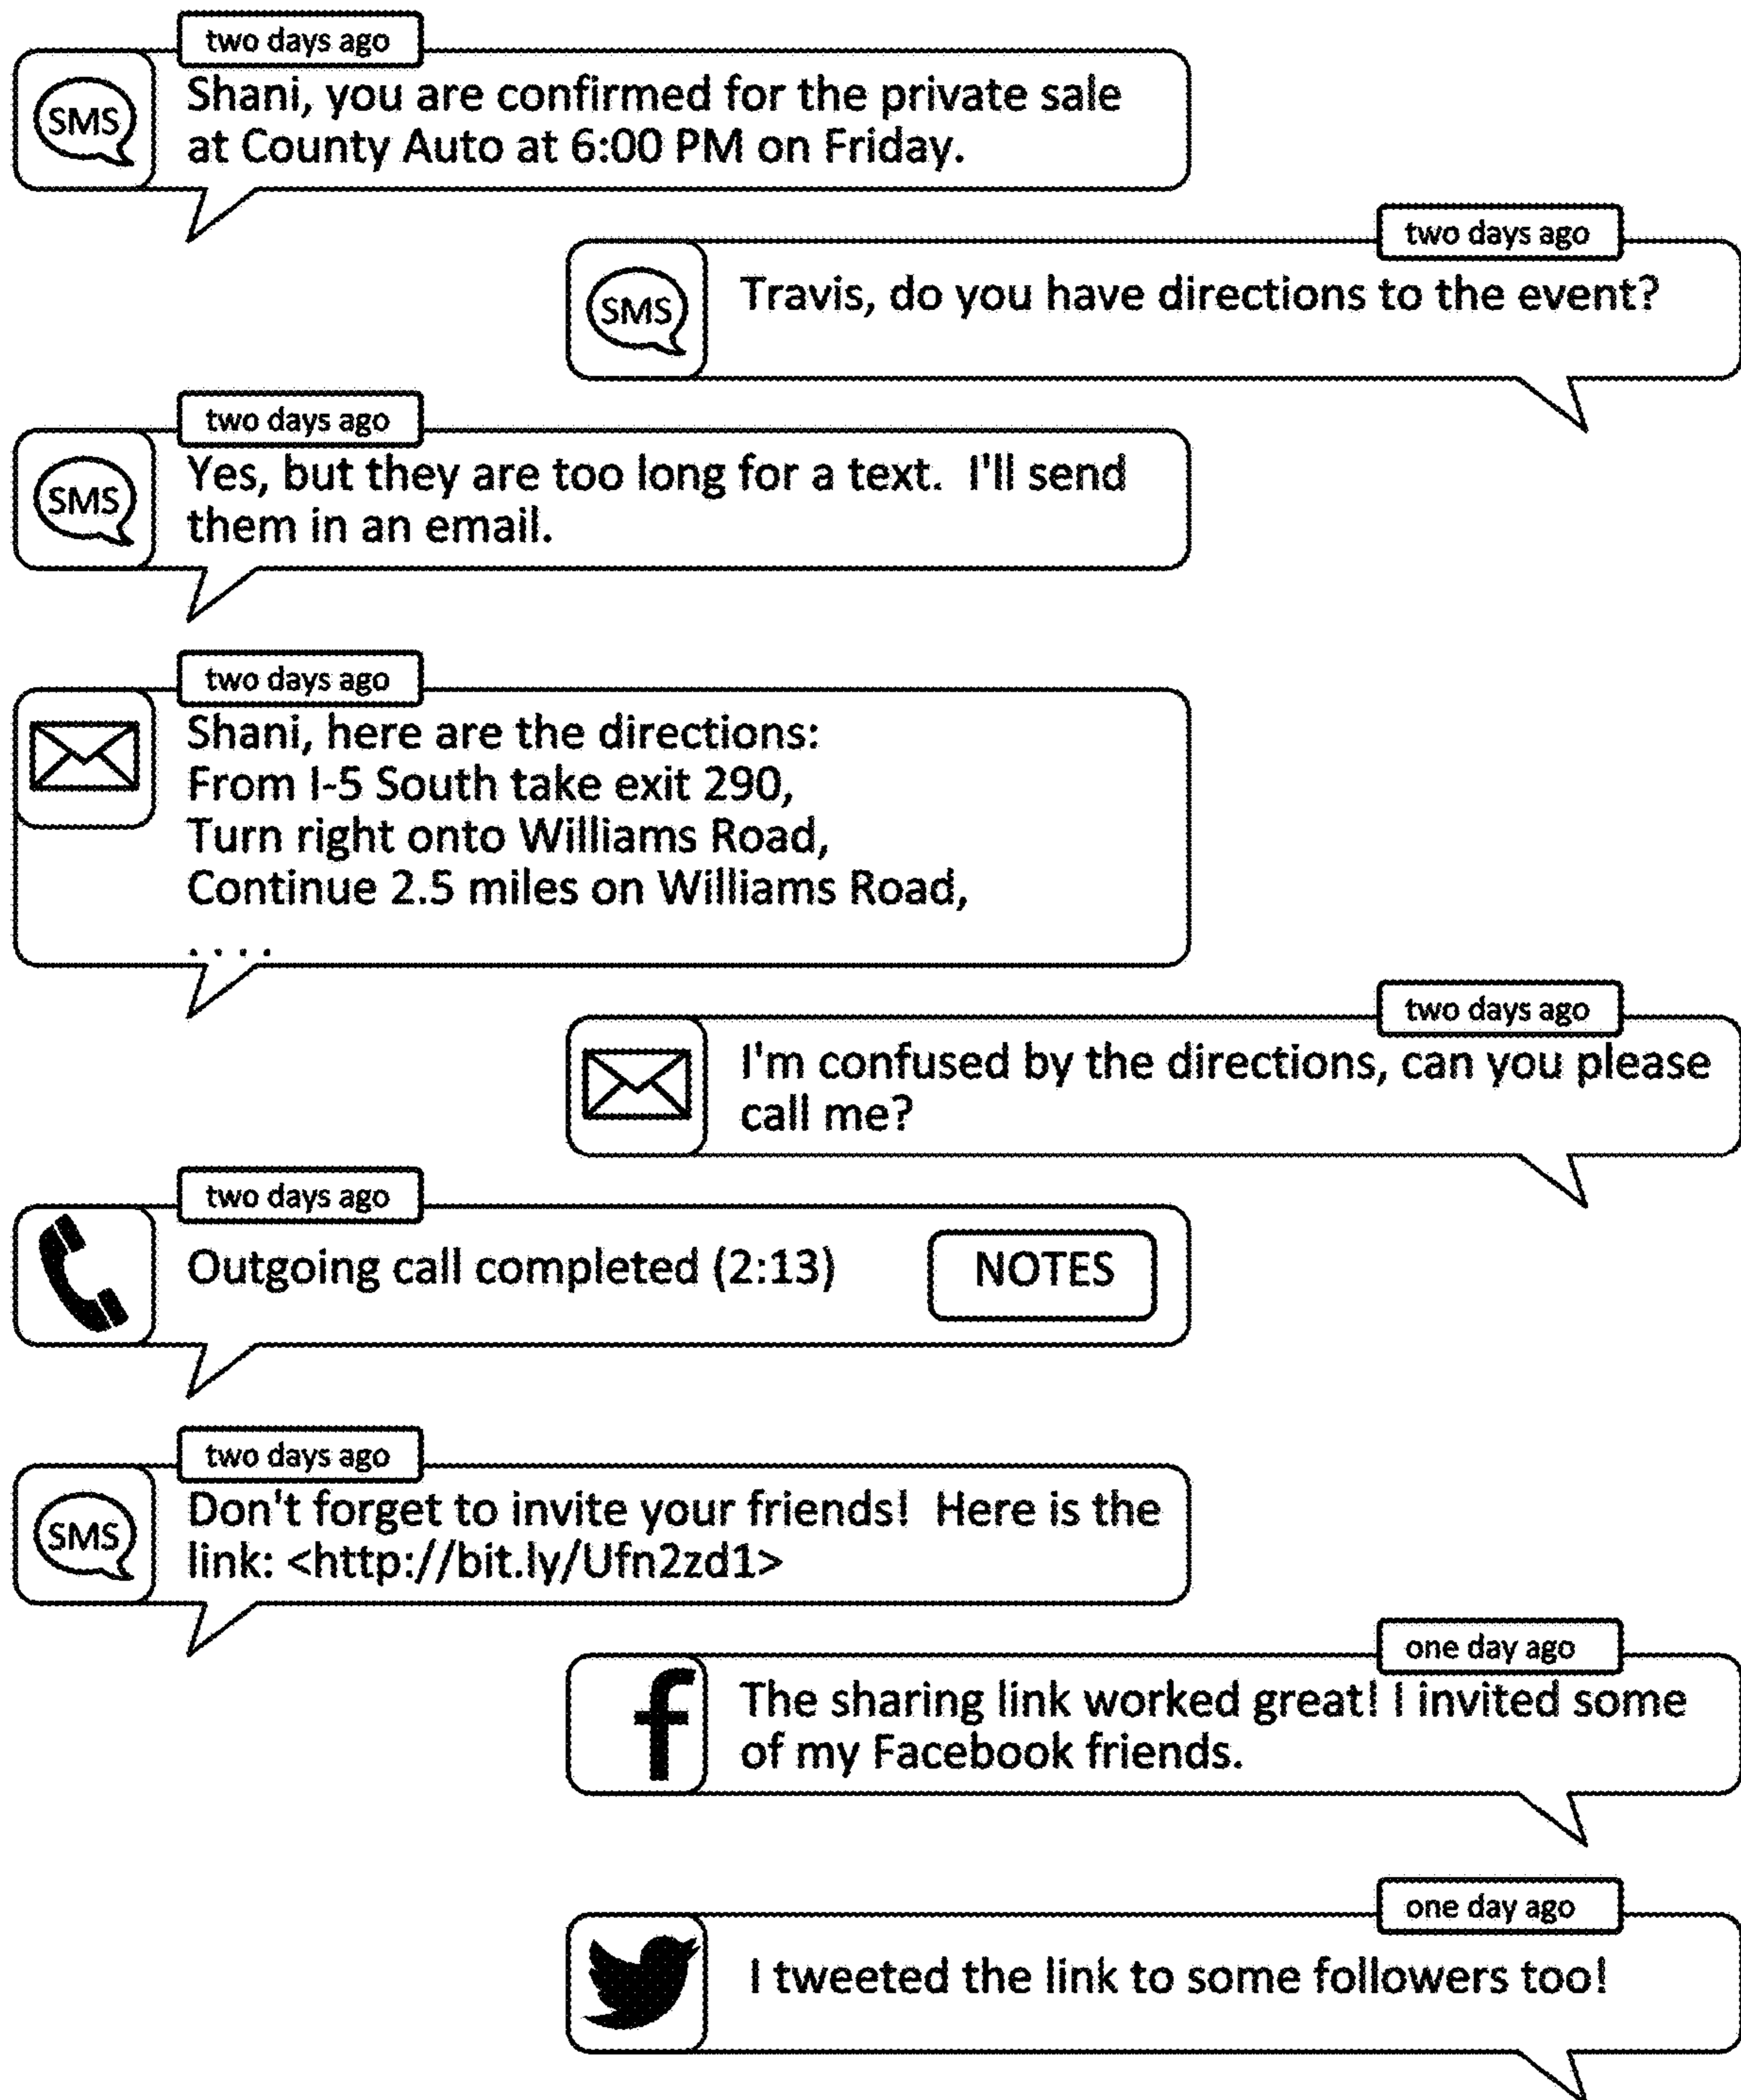 two days ago
SMS
Shani, you are confirmed for the private sale
at County Auto at 6:00 PM on Friday.
two days ago
SMS
Travis, do you have directions to the event?
two days ago
SMS
Yes, but they are too long for a text.  I'll send
them in an email.
two days ago
Shani, here are the directions:
From I-5 South take exit 290,
Turn right onto Williams Road,
Continue 2.5 miles on Williams Road,
. . . .
two days ago
I'm confused by the directions, can you please
call me?
two days ago
Outgoing call completed (2:13)
NOTES
two days ago
SMS
Don't forget to invite your friends!  Here is the
link: <http://bit.ly/Ufn2zd1>
one day ago
f
The sharing link worked great! I invited some
of my Facebook friends.
one day ago
I tweeted the link to some followers too!